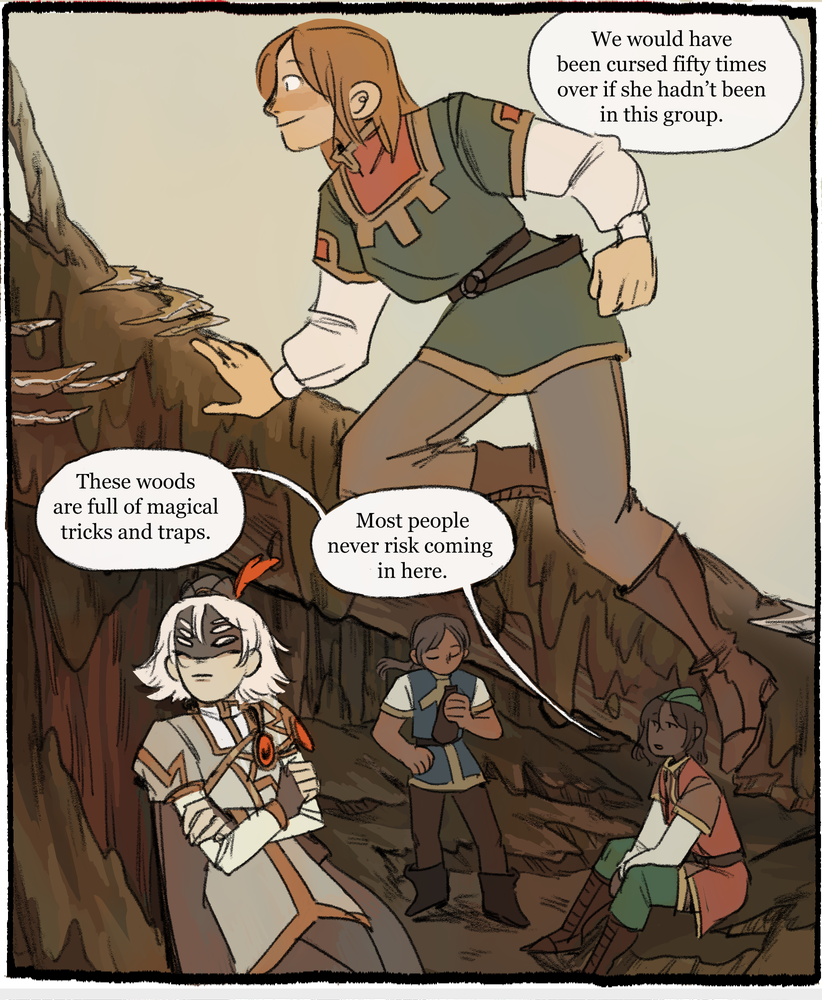 We would have
been cursed fifty times
over if she hadn’t been
in this group.
These woods
are full of magical
tricks and traps.
Most people
never risk coming
in here.